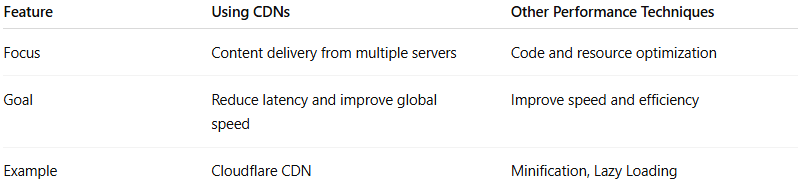 Feature Using CDNs Other Performance Techniques
Focus Content delivery from multiple servers Code and resource optimization
Goal Reduce latency and improve global speed Improve speed and efficiency
Example Cloudflare CDN Minification, Lazy Loading